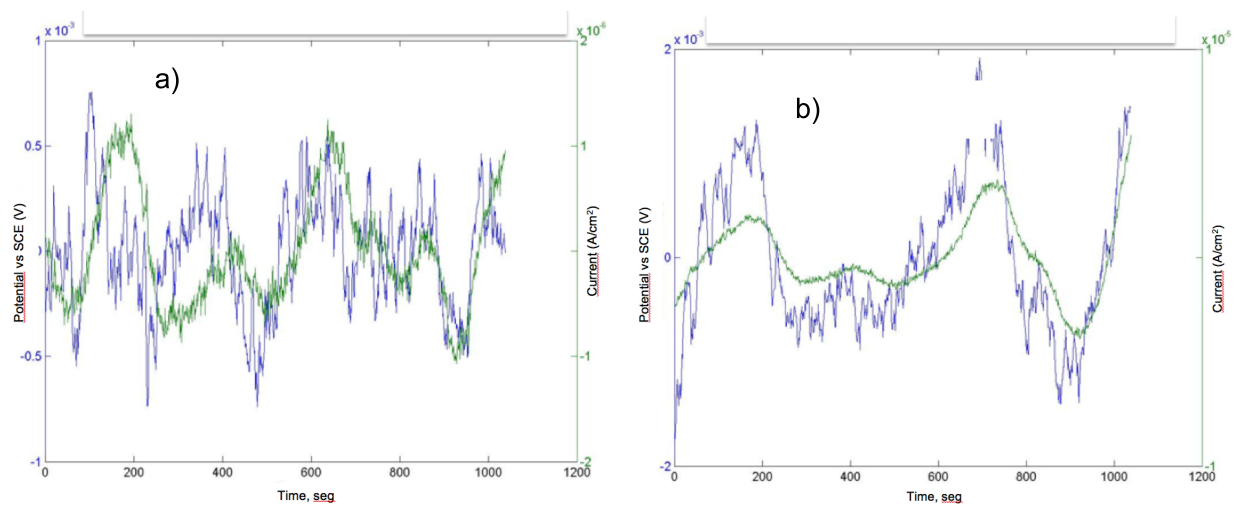 x 10⁻³
x 10⁻⁶
1
0.5
0
-0.5
-1
2
1
0
-1
-2
0
200
400
600
800
1000
1200
a)
Potential vs SCE (V)
Current (A/cm²)
Time, seg
x 10⁻³
x 10⁻⁵
2
0
-2
1
0
-1
0
200
400
600
800
1000
1200
b)
Potential vs SCE (V)
Current (A/cm²)
Time, seg